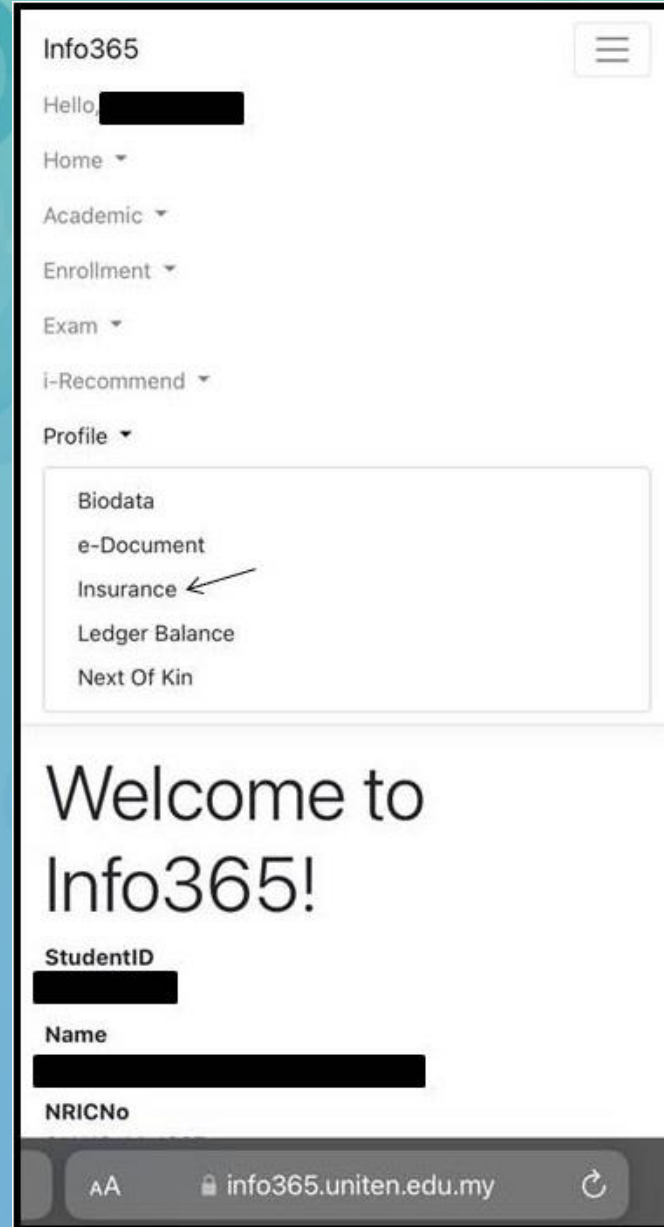 Info365
Hello,
Home
Academic
Enrollment
Exam
i-Recommend
Profile
Biodata
e-Document
Insurance
Ledger Balance
Next Of Kin
Welcome to
Info365!
StudentID
Name
NRICNo
AA info365.uniten.edu.my